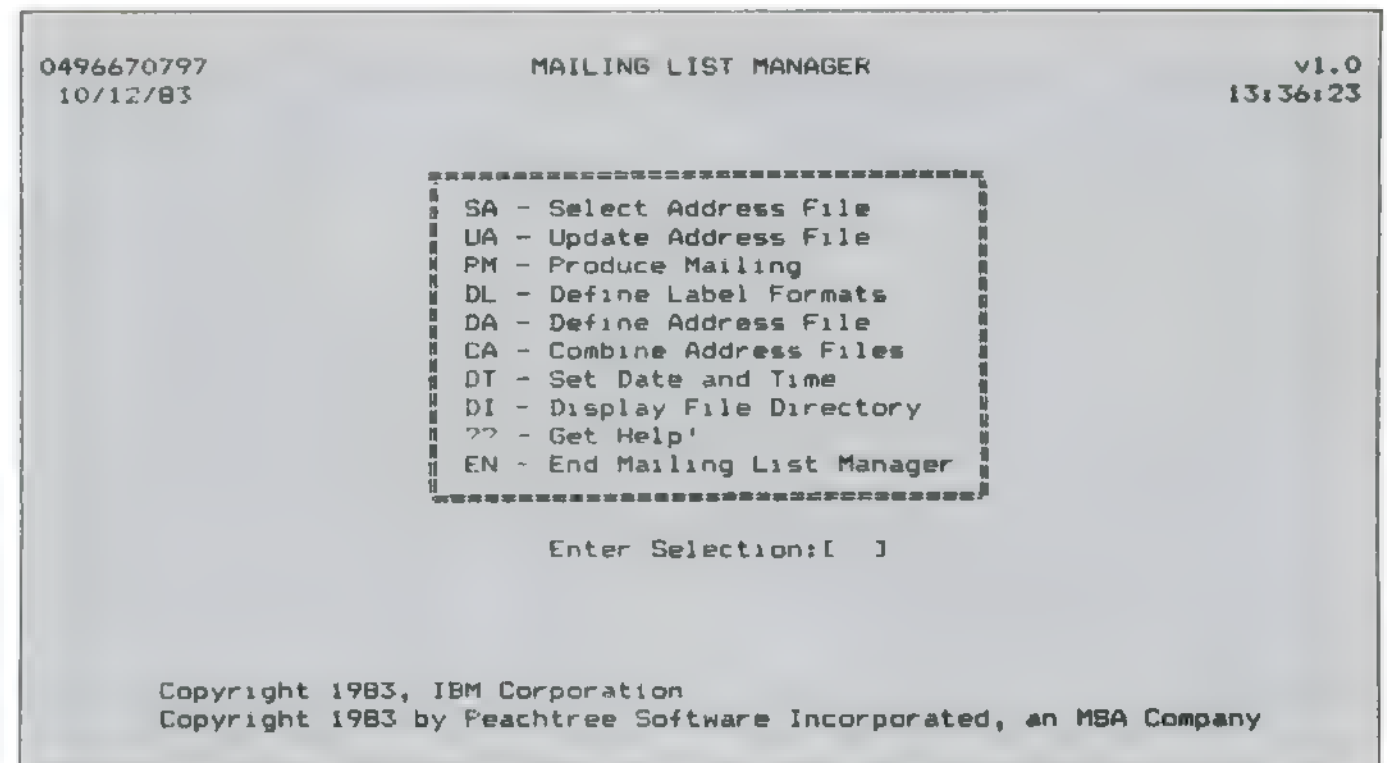 0496670797 MAILING LIST MANAGER v1.0
10/12/83 13:36:23
SA - Select Address File
UA - Update Address File
PM - Produce Mailing
DL - Define Label Formats
DA - Define Address File
CA - Combine Address Files
DT - Set Date and Time
DI - Display File Directory
?? - Get Help!
EN - End Mailing List Manager
Enter Selection:[ ]
Copyright 1983, IBM Corporation
Copyright 1983 by Peachtree Software Incorporated, an MSA Company